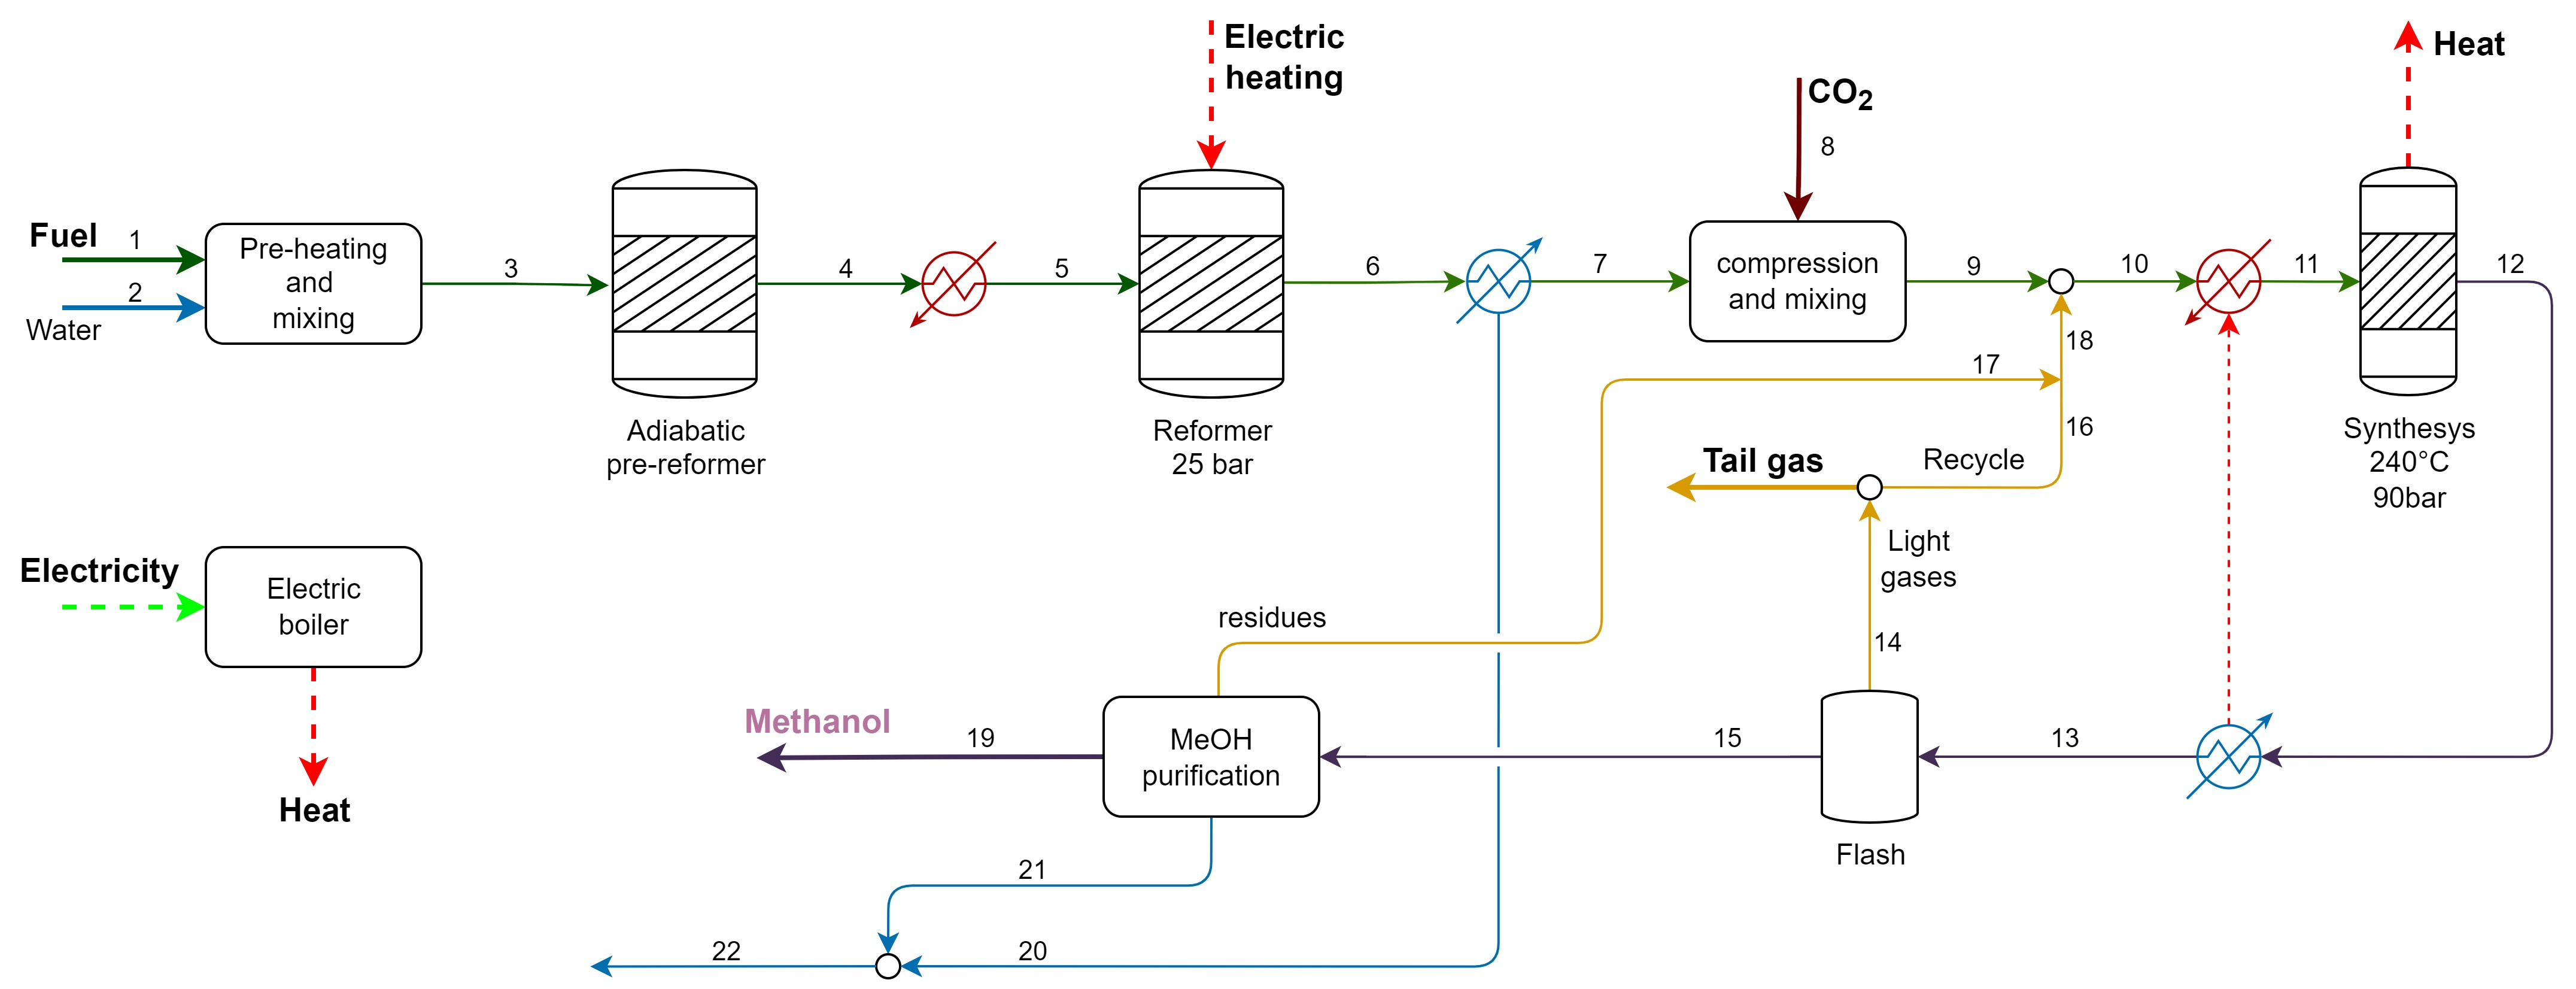 Electric
heating
Heat
CO2
8
Fuel
1
2
Water
Pre-heating
and
mixing
3
4
5
6
7
compression
and mixing
9
10
11
12
18
17
16
Adiabatic
pre-reformer
Reformer
25 bar
Synthesys
240°C
90bar
Tail gas
Recycle
Light
gases
14
Electricity
Electric
boiler
Heat
residues
Methanol
19
MeOH
purification
15
13
Flash
21
22
20